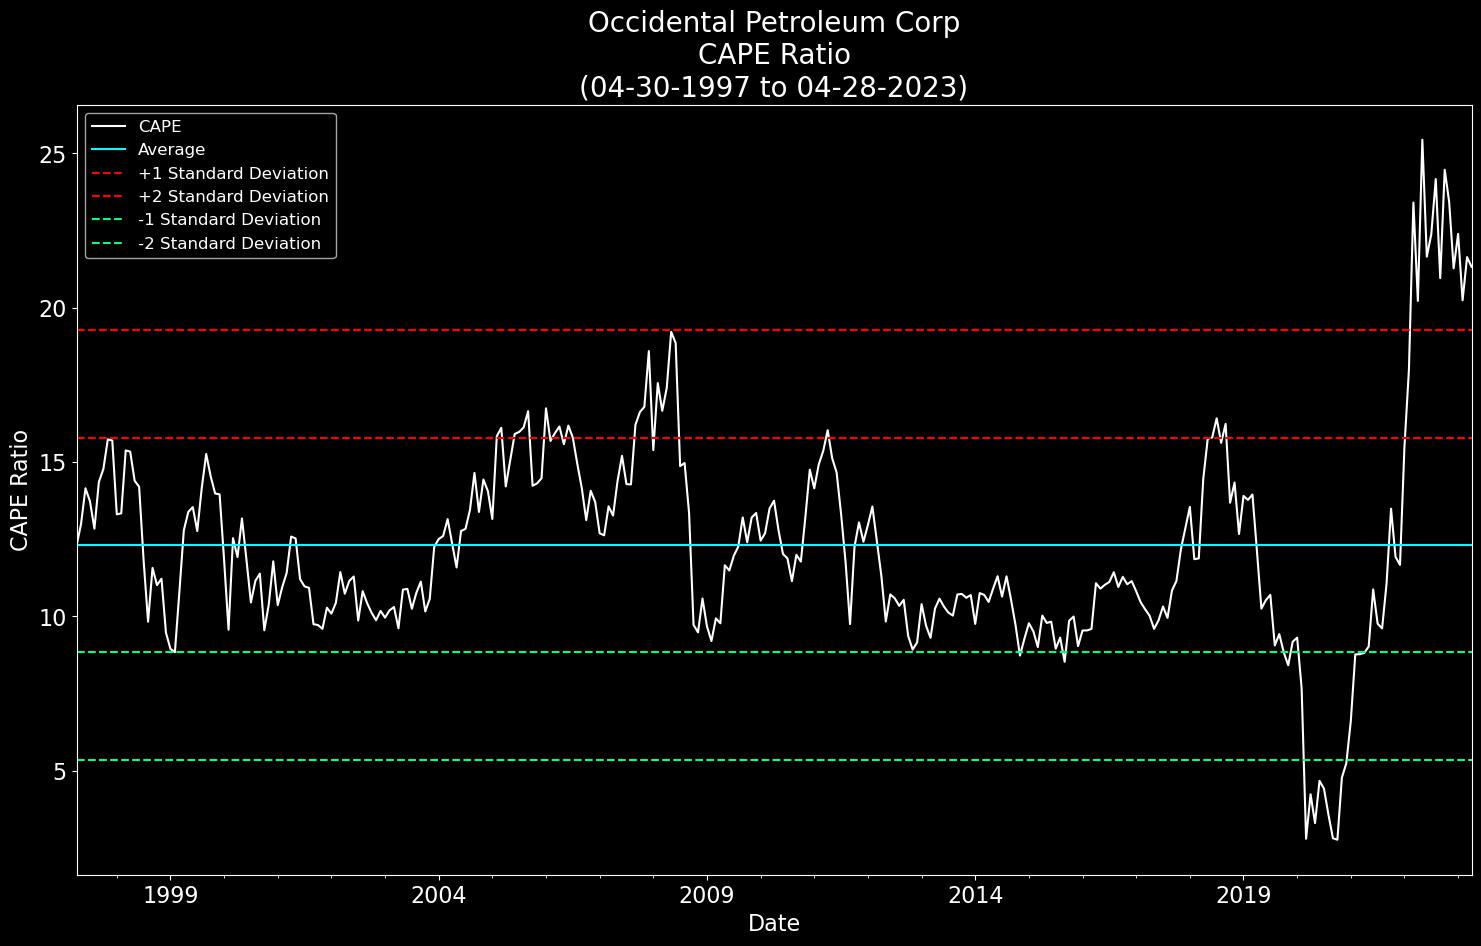 Occidental Petroleum Corp
CAPE Ratio
(04-30-1997 to 04-28-2023)
CAPE
Average
+1 Standard Deviation
+2 Standard Deviation
-1 Standard Deviation
-2 Standard Deviation
25
20
15
10
5
CAPE Ratio
1999
2004
2009
2014
2019
Date